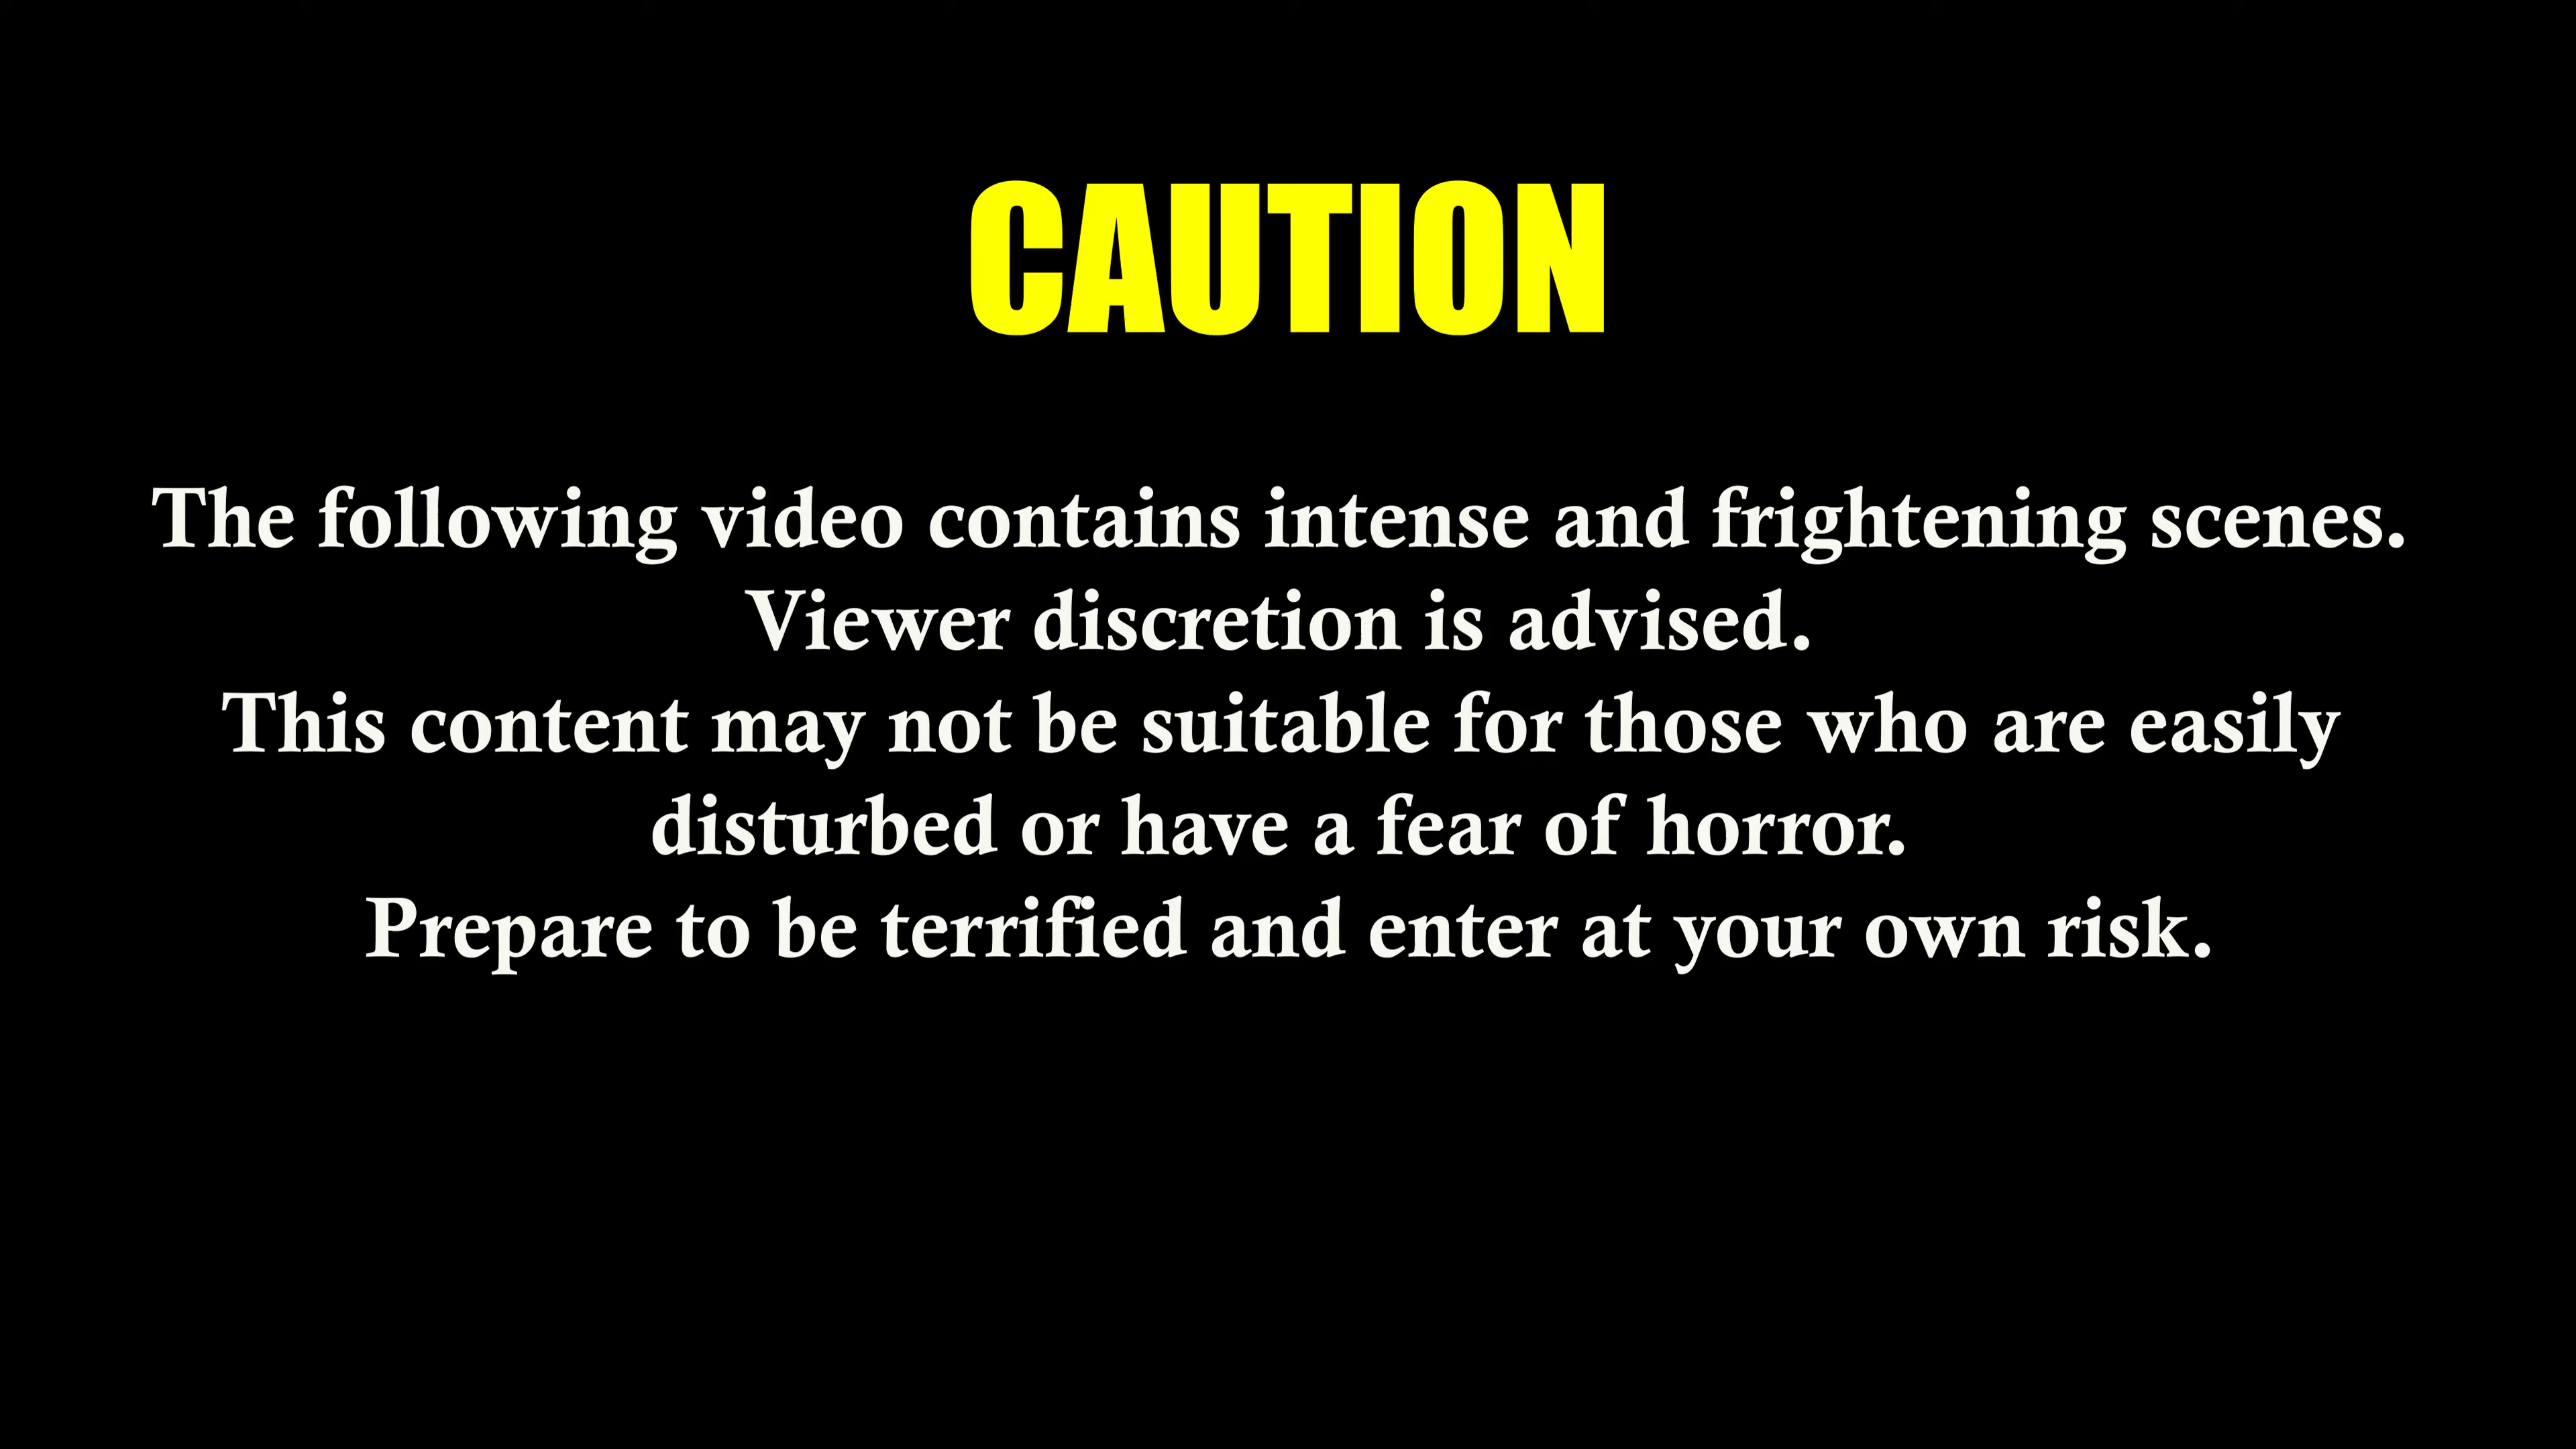 CAUTION
The following video contains intense and frightening scenes.
Viewer discretion is advised.
This content may not be suitable for those who are easily
disturbed or have a fear of horror.
Prepare to be terrified and enter at your own risk.